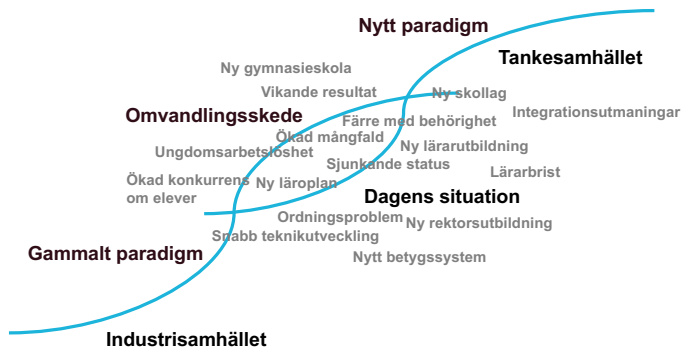 Nytt paradigm
Tankesamhället
Ny gymnasieskola
Vikande resultat
Ny skollag
Integrationsutmaningar
Omvandlingsskede
Färre med behörighet
Ökad mångfald
Ny lärarutbildning
Ungdomsarbetslöshet
Sjunkande status
Lärarbrist
Ökad konkurrens
om elever
Ny läroplan
Dagens situation
Ordningsproblem
Ny rektorsutbildning
Snabb teknikutveckling
Gammalt paradigm
Nytt betygssystem
Industrisamhället